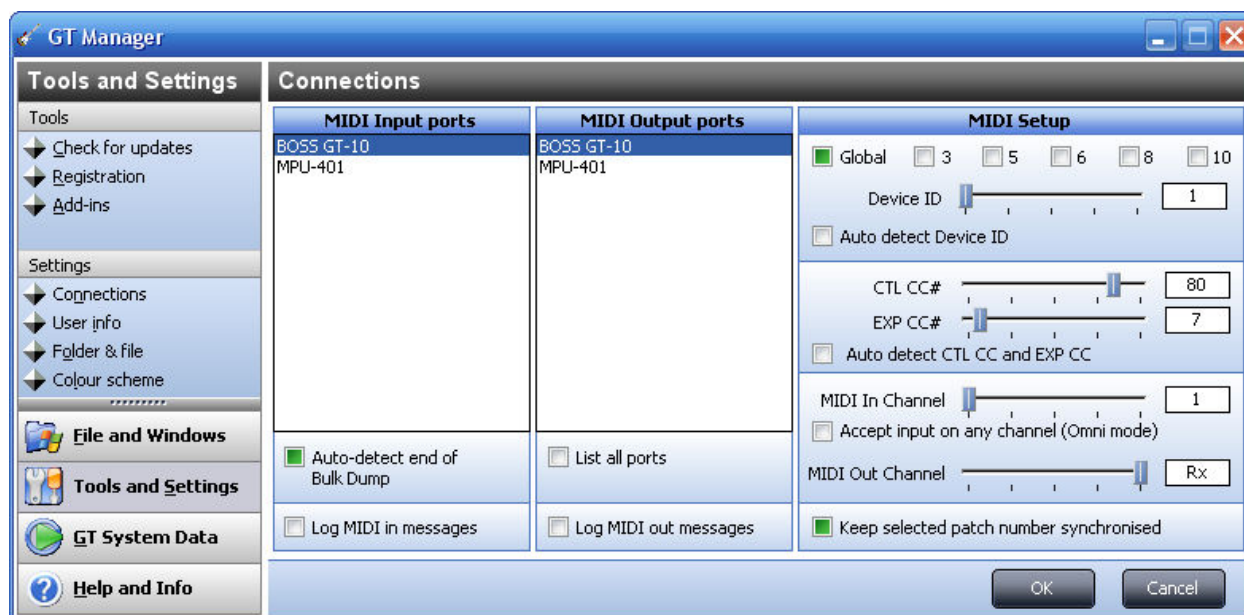 GT Manager
Tools and Settings
Tools
Check for updates
Registration
Add-ins
Settings
Connections
User info
Folder & file
Colour scheme
File and Windows
Tools and Settings
GT System Data
Help and Info
Connections
MIDI Input ports
BOSS GT-10
MPU-401
Auto-detect end of
Bulk Dump
Log MIDI in messages
MIDI Output ports
BOSS GT-10
MPU-401
List all ports
Log MIDI out messages
MIDI Setup
Global 3 5 6 8 10
Device ID 1
Auto detect Device ID
CTL CC# 80
EXP CC# 7
Auto detect CTL CC and EXP CC
MIDI In Channel 1
Accept input on any channel (Omni mode)
MIDI Out Channel Rx
Keep selected patch number synchronised
OK Cancel